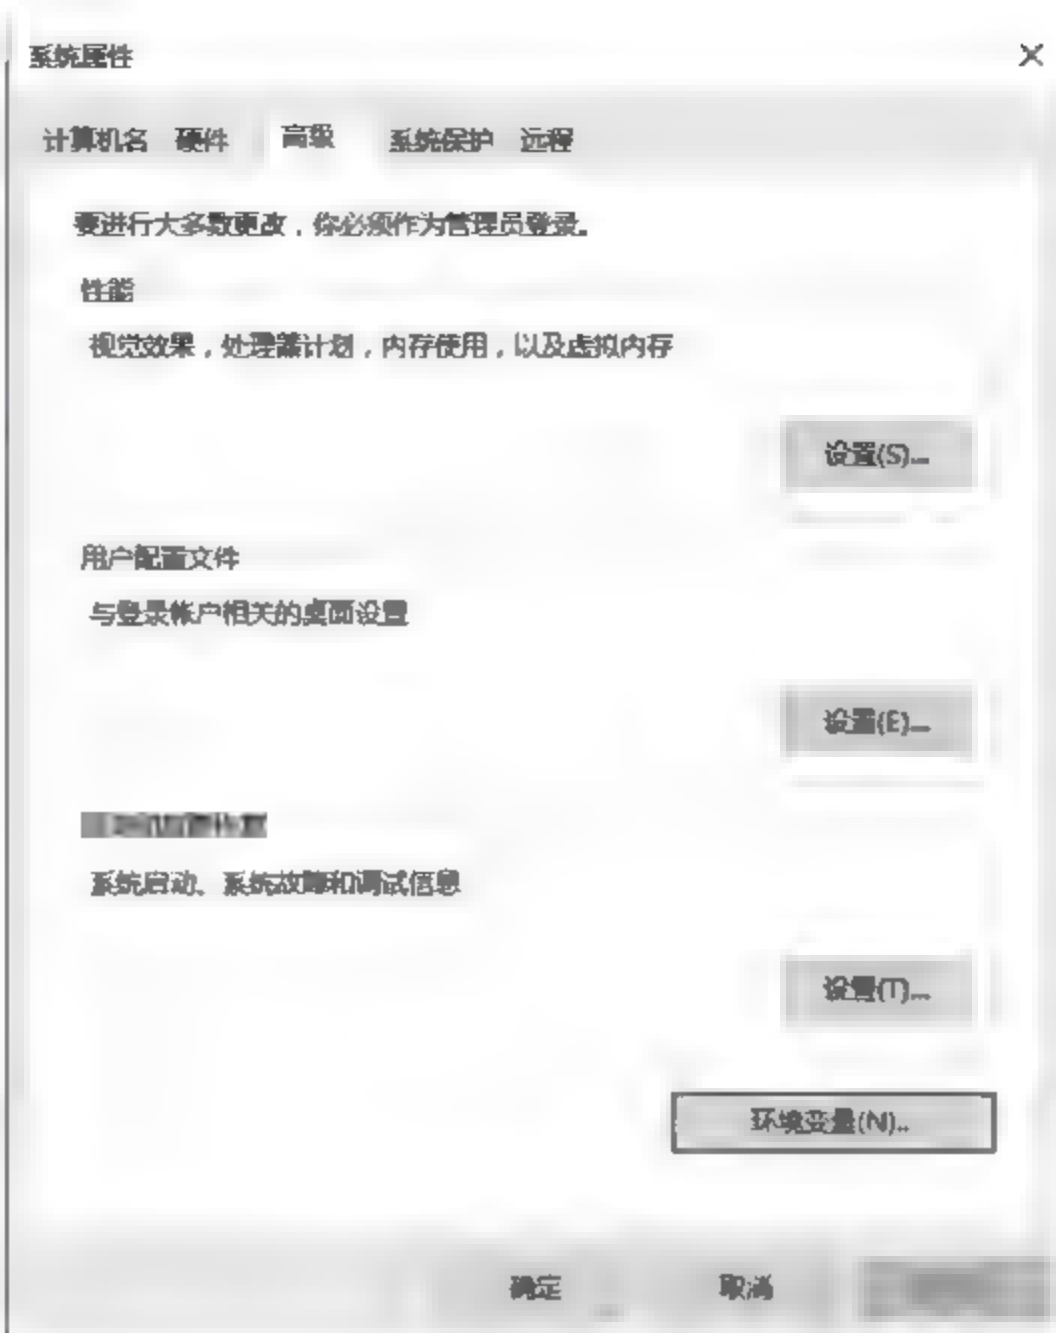 系统属性
计算机名 硬件 高级 系统保护 远程
要进行大多数更改，你必须作为管理员登录。
性能
视觉效果，处理器计划，内存使用，以及虚拟内存
设置(S)...
用户配置文件
与登录帐户相关的桌面设置
设置(E)...
系统启动、系统故障和调试信息
设置(T)...
环境变量(N)..
确定 取消